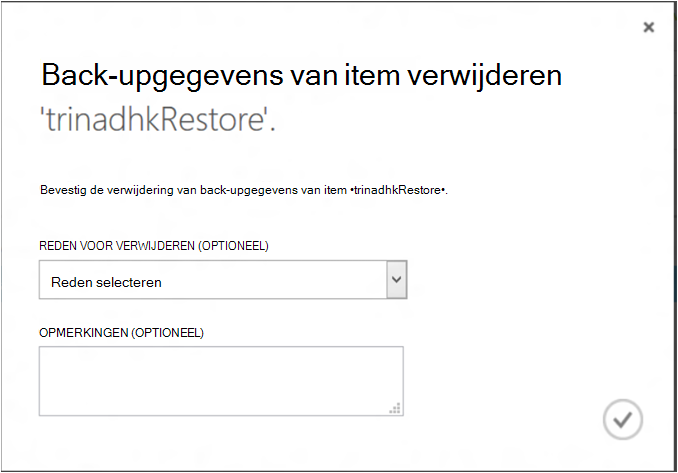 Back-upgegevens van item verwijderen
'trinadhkRestore'.
Bevestig de verwijdering van back-upgegevens van item •trinadhkRestore•.
REDEN VOOR VERWIJDEREN (OPTIONEEL)
Reden selecteren
OPMERKINGEN (OPTIONEEL)